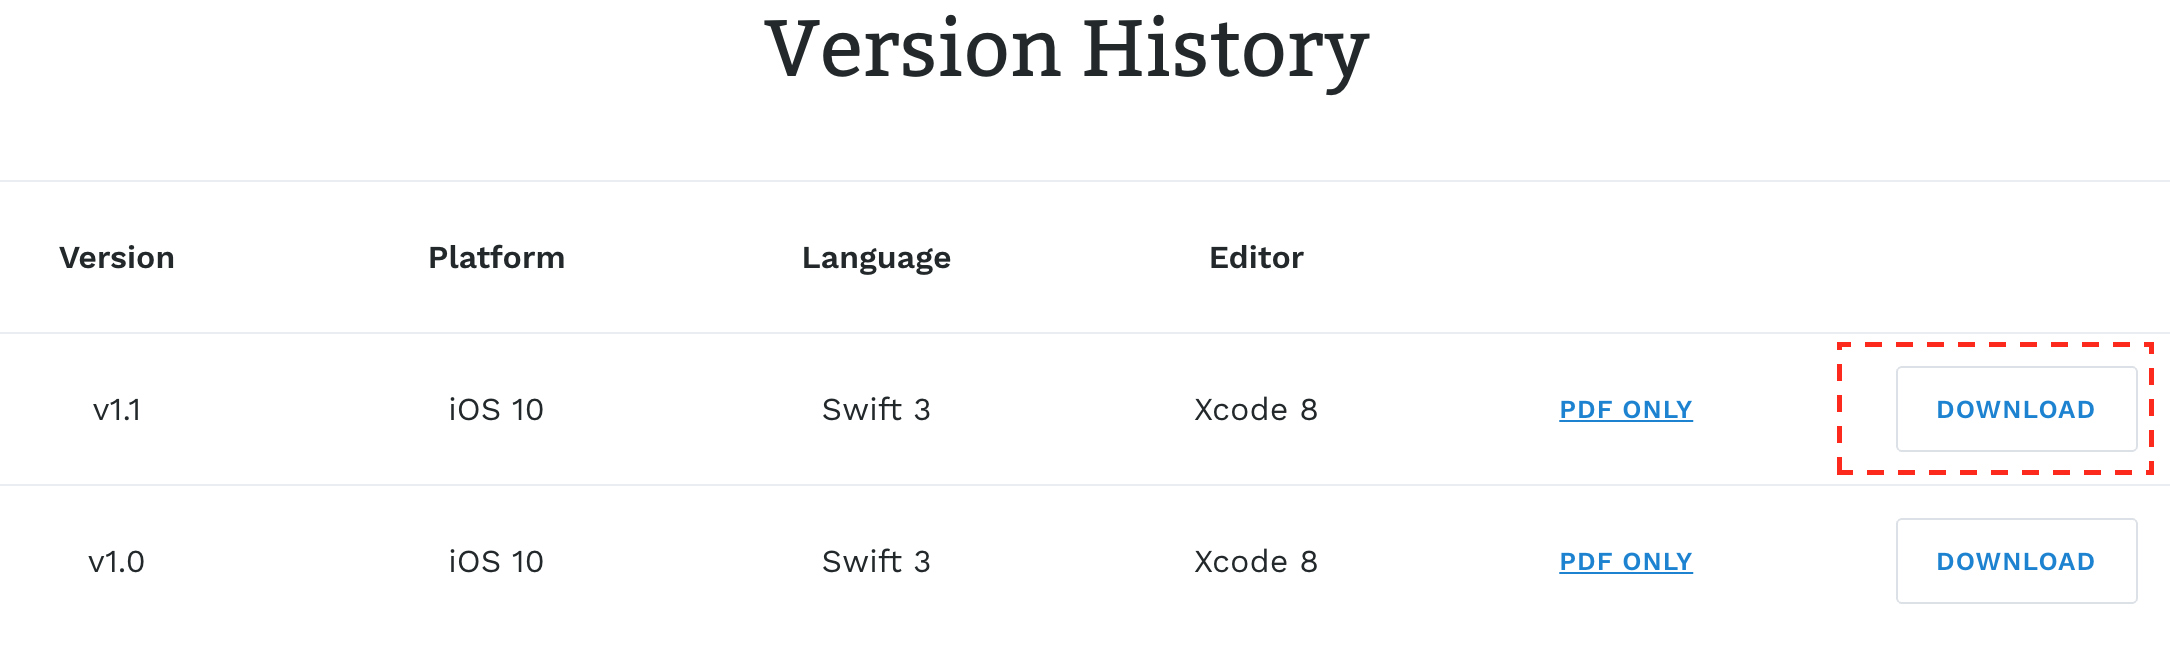 Version History
Version Platform Language Editor
v1.1 iOS 10 Swift 3 Xcode 8 PDF ONLY DOWNLOAD
v1.0 iOS 10 Swift 3 Xcode 8 PDF ONLY DOWNLOAD